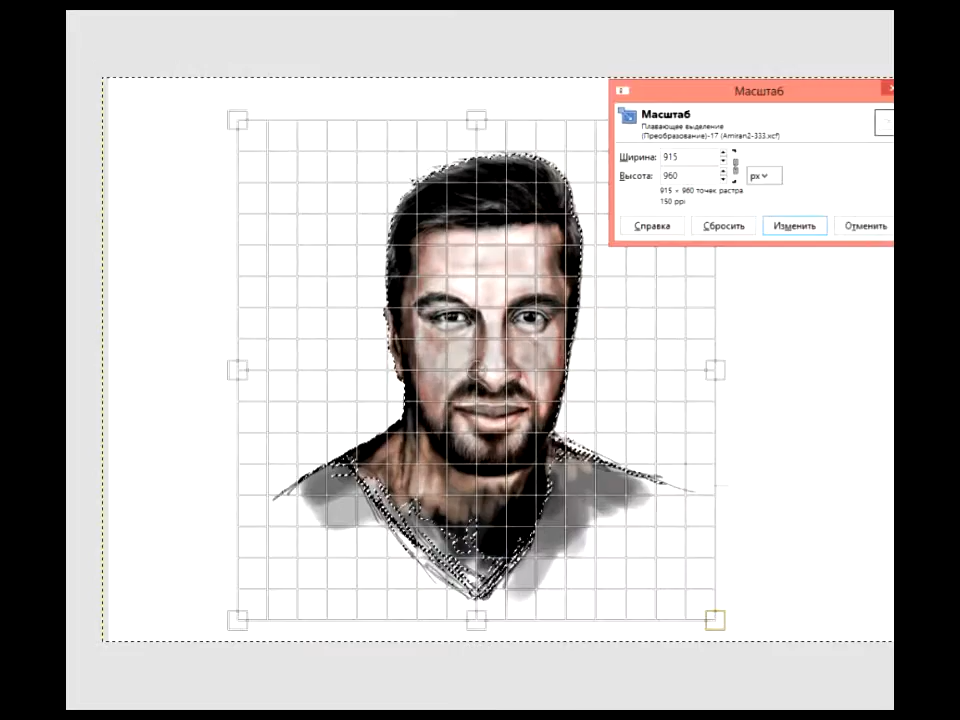 Масштаб
Масштаб
Плавающее выделение
(Преобразование)-17 (Amiran2-333.xcf)
Ширина: 915
Высота: 960 px
915 × 960 точек растра
150 ppi
Справка Сбросить Изменить Отменить